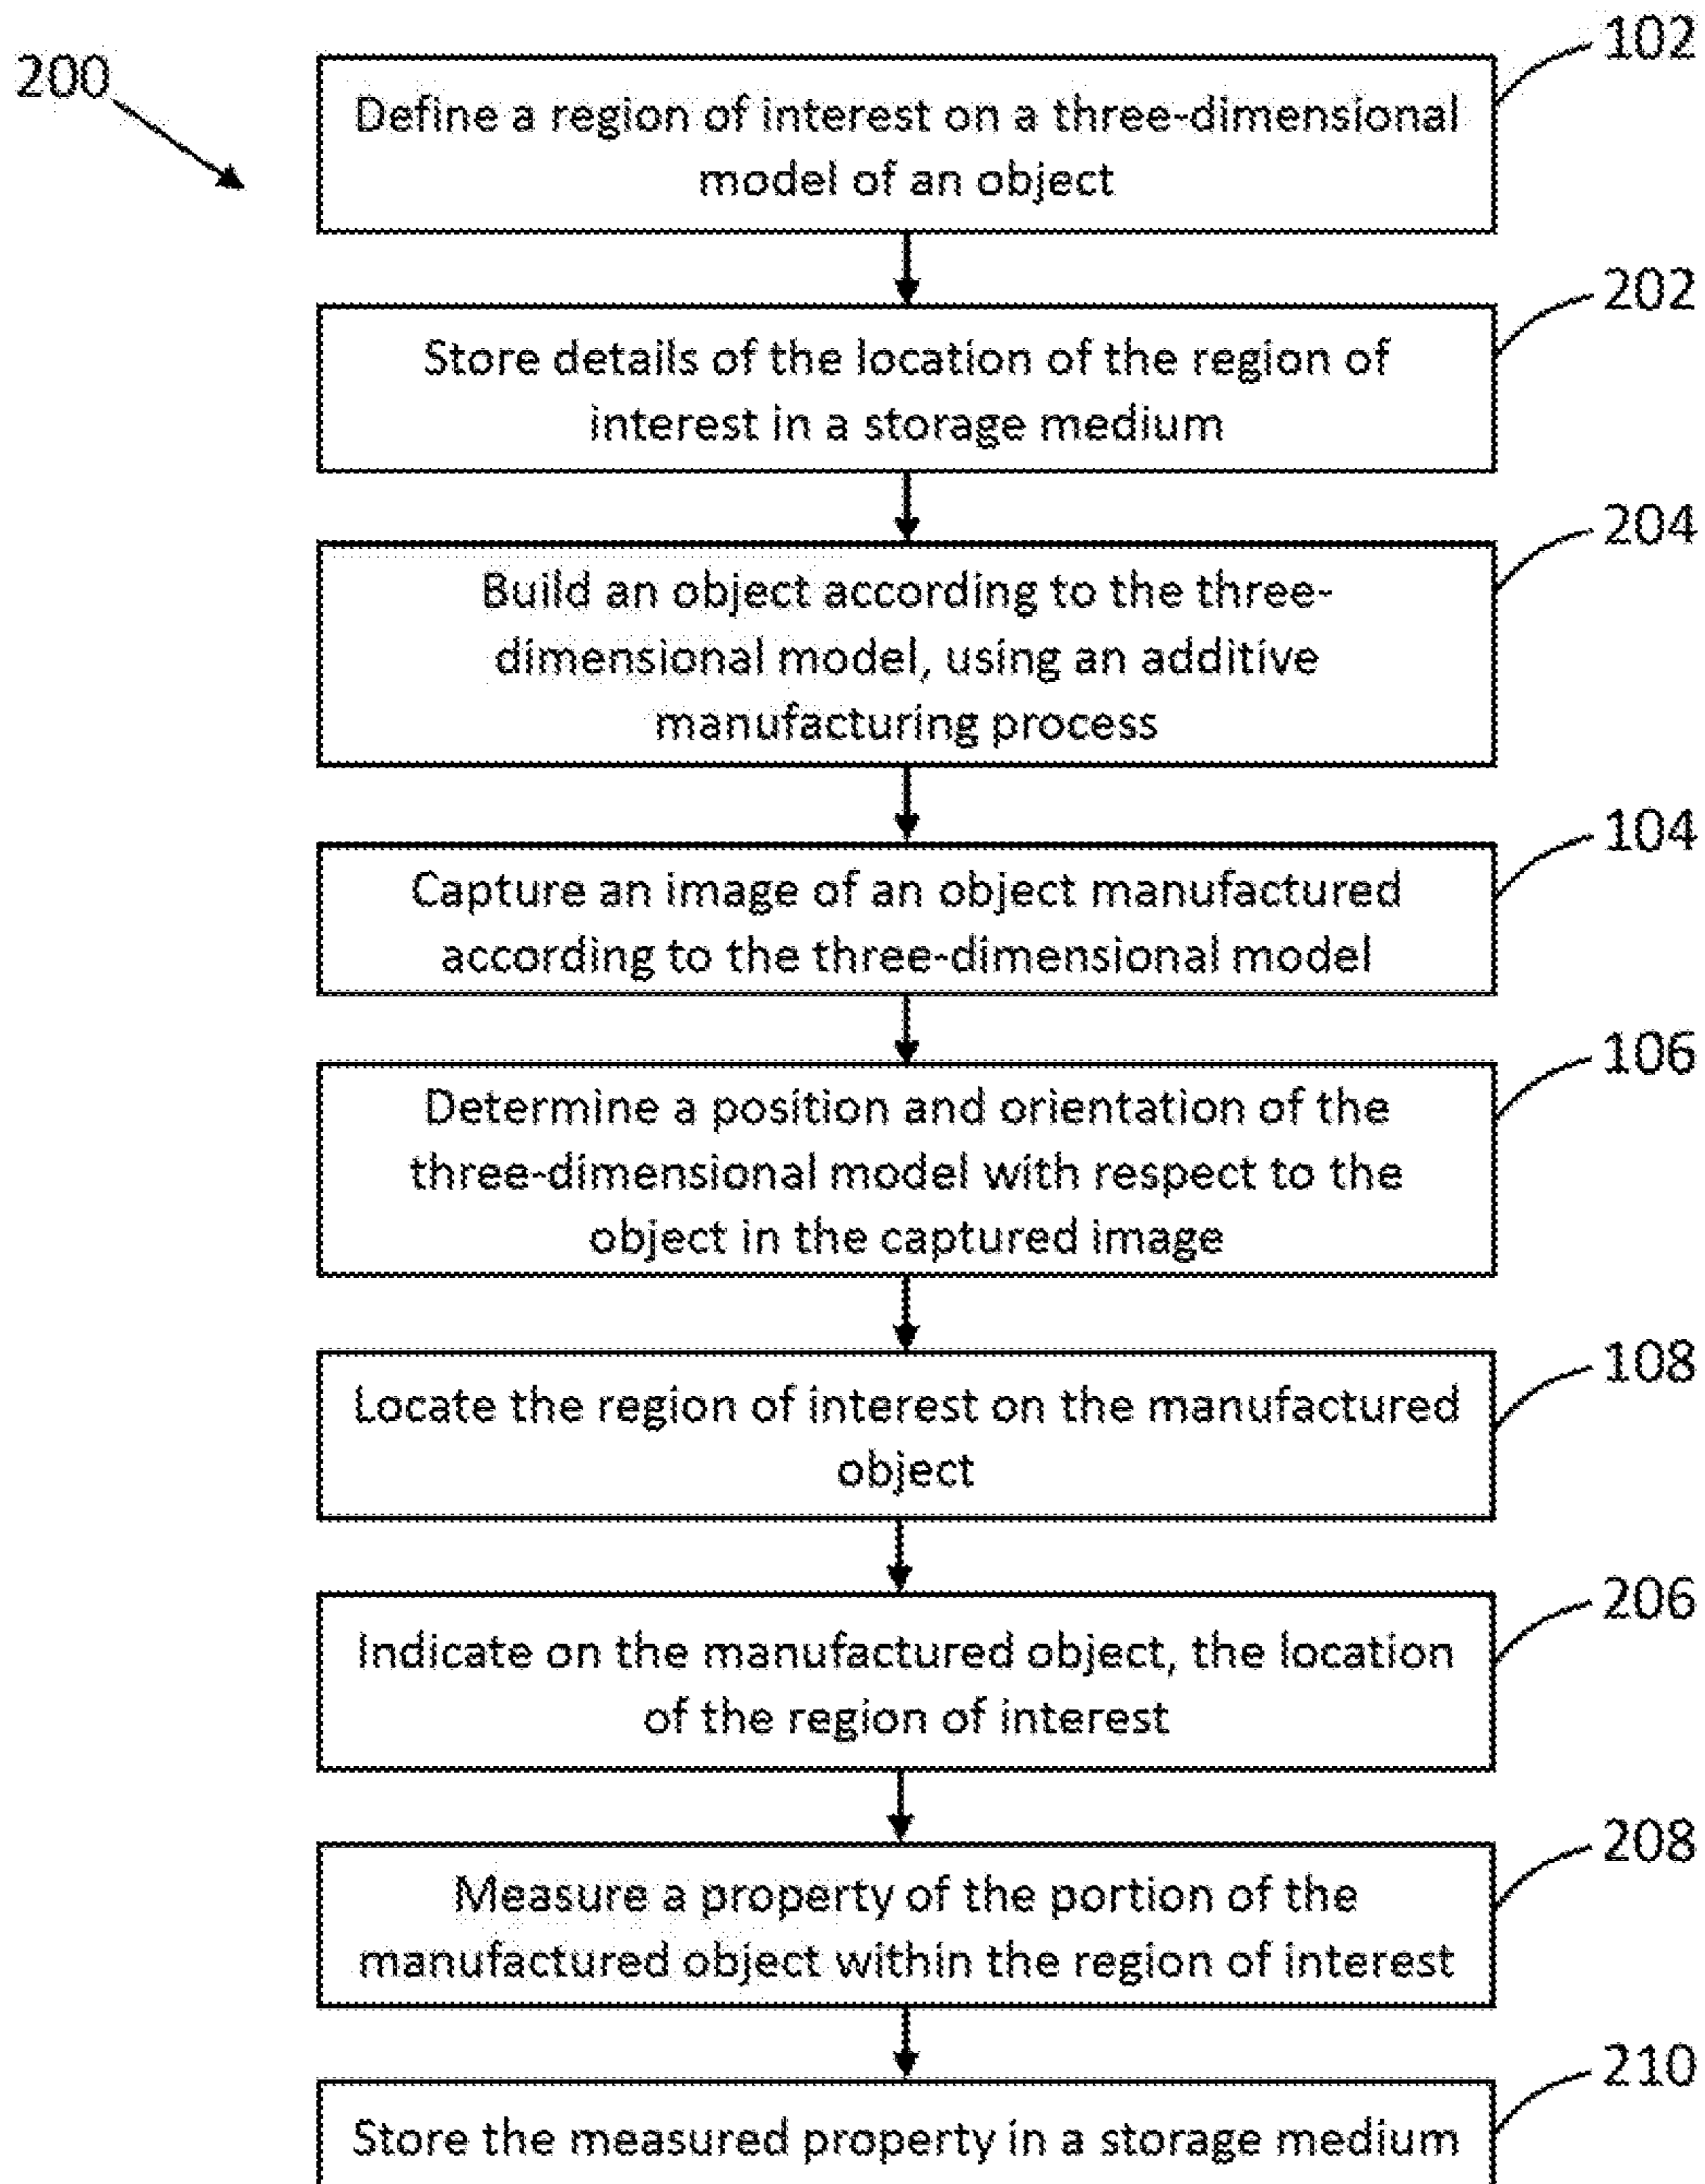 102
200
Define a region of interest on a three-dimensional
model of an object
202
Store details of the location of the region of
interest in a storage medium
204
Build an object according to the three-
dimensional model, using an additive
manufacturing process
104
Capture an image of an object manufactured
according to the three-dimensional model
106
Determine a position and orientation of the
three-dimensional model with respect to the
object in the captured image
108
Locate the region of interest on the manufactured
object
206
Indicate on the manufactured object, the location
of the region of interest
208
Measure a property of the portion of the
manufactured object within the region of interest
210
Store the measured property in a storage medium